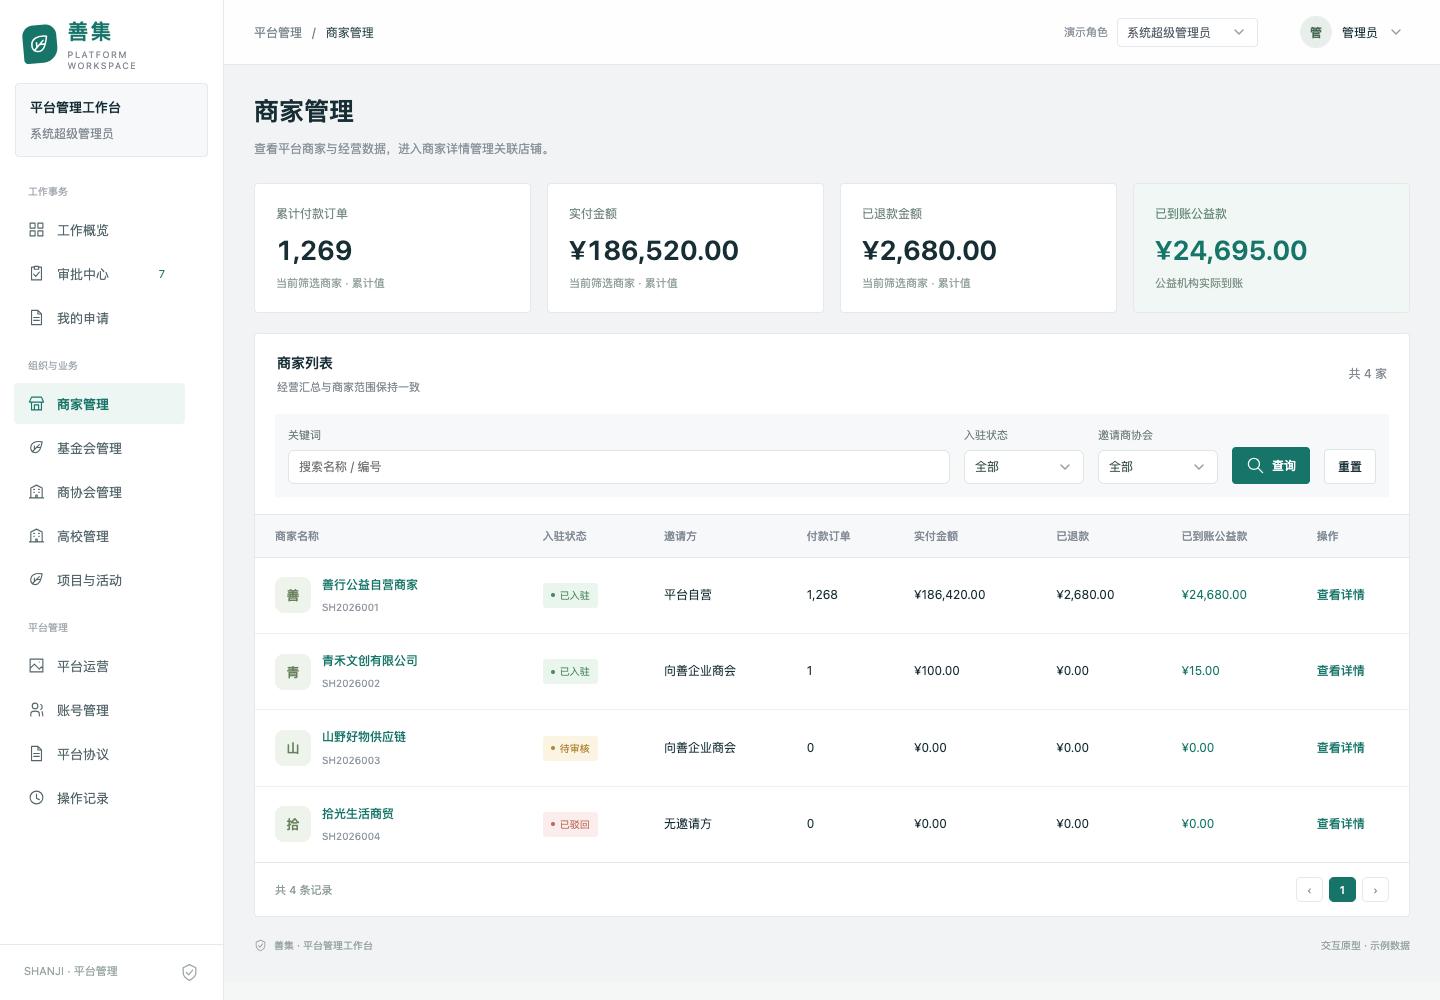 善集
PLATFORM
WORKSPACE
平台管理工作台
系统超级管理员
工作事务
工作概览
审批中心 7
我的申请
组织与业务
商家管理
基金会管理
商协会管理
高校管理
项目与活动
平台管理
平台运营
账号管理
平台协议
操作记录
SHANJI · 平台管理
平台管理 / 商家管理
演示角色 系统超级管理员 管 管理员
商家管理
查看平台商家与经营数据，进入商家详情管理关联店铺。
累计付款订单
1,269
当前筛选商家 · 累计值
实付金额
¥186,520.00
当前筛选商家 · 累计值
已退款金额
¥2,680.00
当前筛选商家 · 累计值
已到账公益款
¥24,695.00
公益机构实际到账
商家列表
经营汇总与商家范围保持一致
共 4 家
关键词 入驻状态 邀请商协会
搜索名称 / 编号 全部 全部 查询 重置
商家名称 入驻状态 邀请方 付款订单 实付金额 已退款 已到账公益款 操作
善 善行公益自营商家 已入驻 平台自营 1,268 ¥186,420.00 ¥2,680.00 ¥24,680.00 查看详情
SH2026001
青 青禾文创有限公司 已入驻 向善企业商会 1 ¥100.00 ¥0.00 ¥15.00 查看详情
SH2026002
山 山野好物供应链 待审核 向善企业商会 0 ¥0.00 ¥0.00 ¥0.00 查看详情
SH2026003
拾 拾光生活商贸 已驳回 无邀请方 0 ¥0.00 ¥0.00 ¥0.00 查看详情
SH2026004
共 4 条记录 ‹ 1 ›
善集 · 平台管理工作台 交互原型 · 示例数据